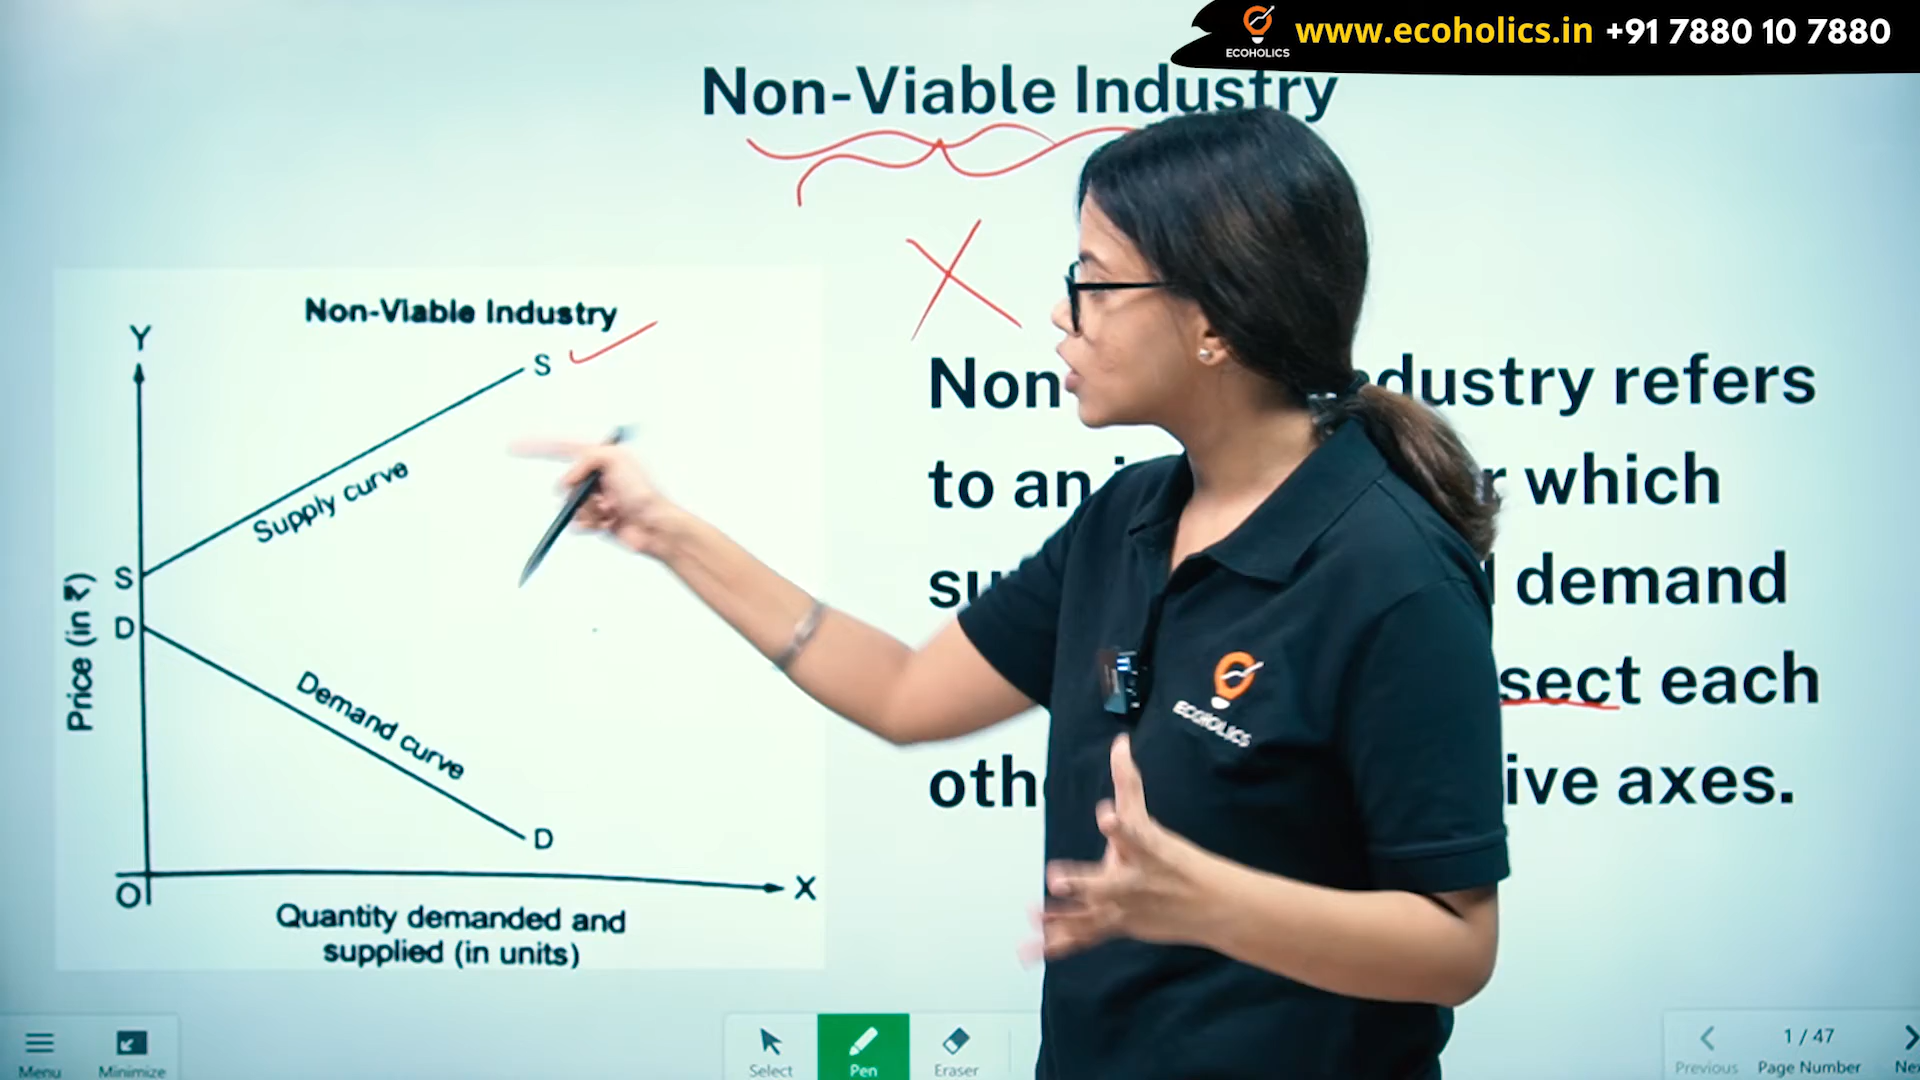 ECOHOLICS
www.ecoholics.in +91 7880 10 7880
Non-Viable Industry
Non-Viable Industry
Y
S
Supply curve
S
D
Price (in ₹)
Demand curve
D
O
X
Quantity demanded and
supplied (in units)
Non dustry refers
to an which
demand
sect each
ive axes.
ECOHOLICS
Menu
Minimize
Select
Pen
Eraser
Previous
1 / 47
Page Number